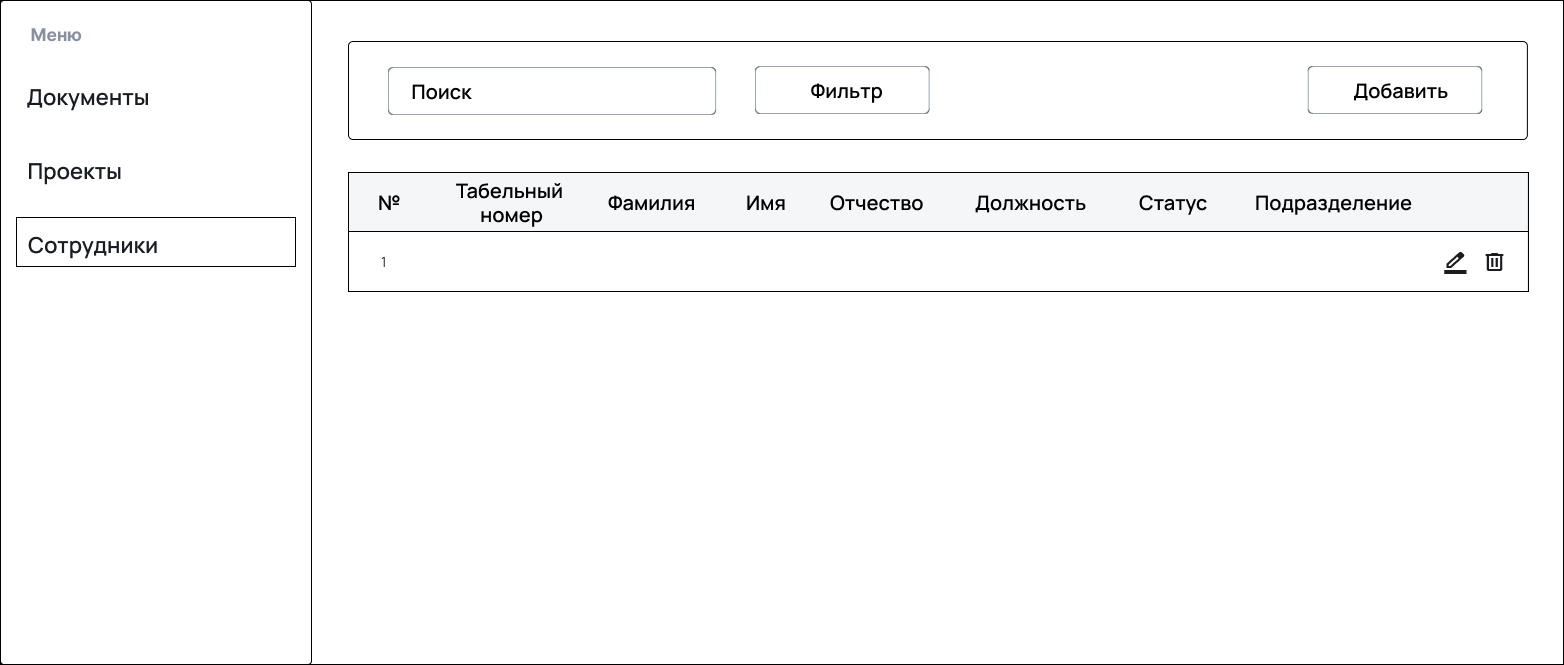 Меню
Документы
Проекты
Сотрудники
Поиск
Фильтр
Добавить
№ Табельный номер Фамилия Имя Отчество Должность Статус Подразделение
1